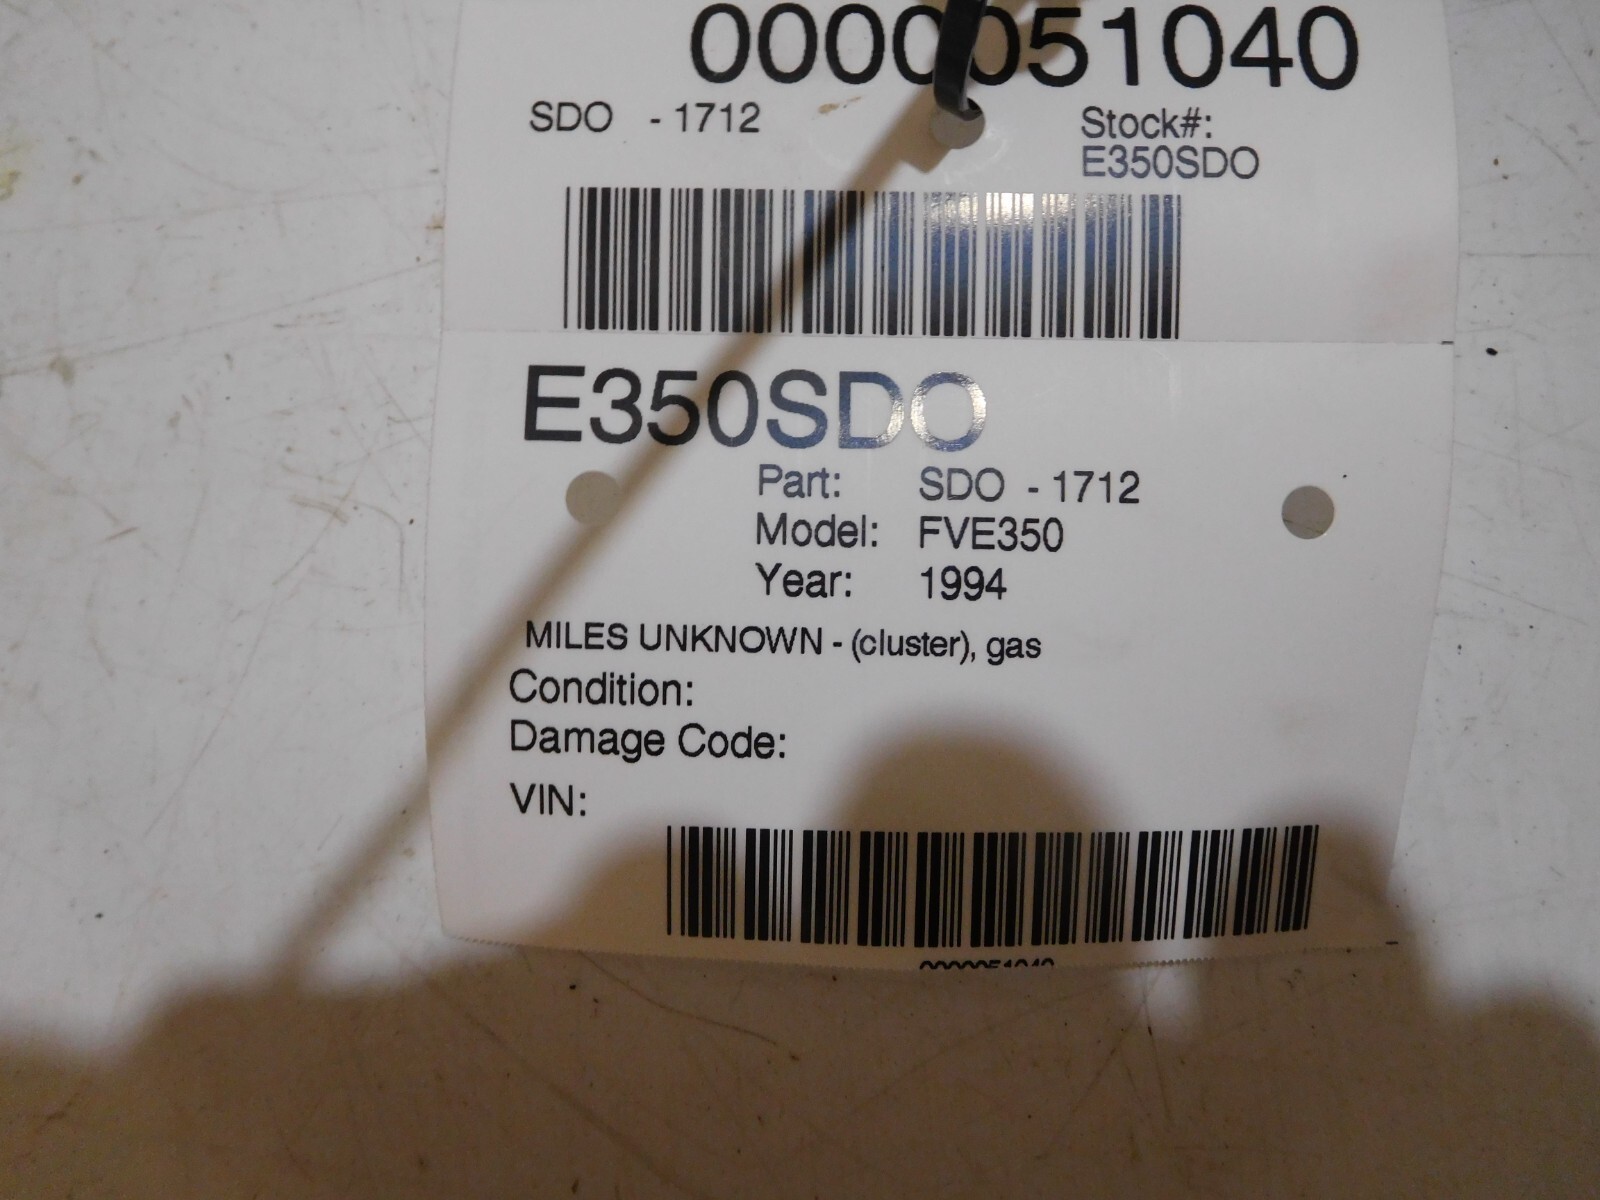 0000051040
SDO - 1712
Stock#:
E350SDO
E350SDO
Part: SDO - 1712
Model: FVE350
Year: 1994
MILES UNKNOWN - (cluster), gas
Condition:
Damage Code:
VIN:
0000051040